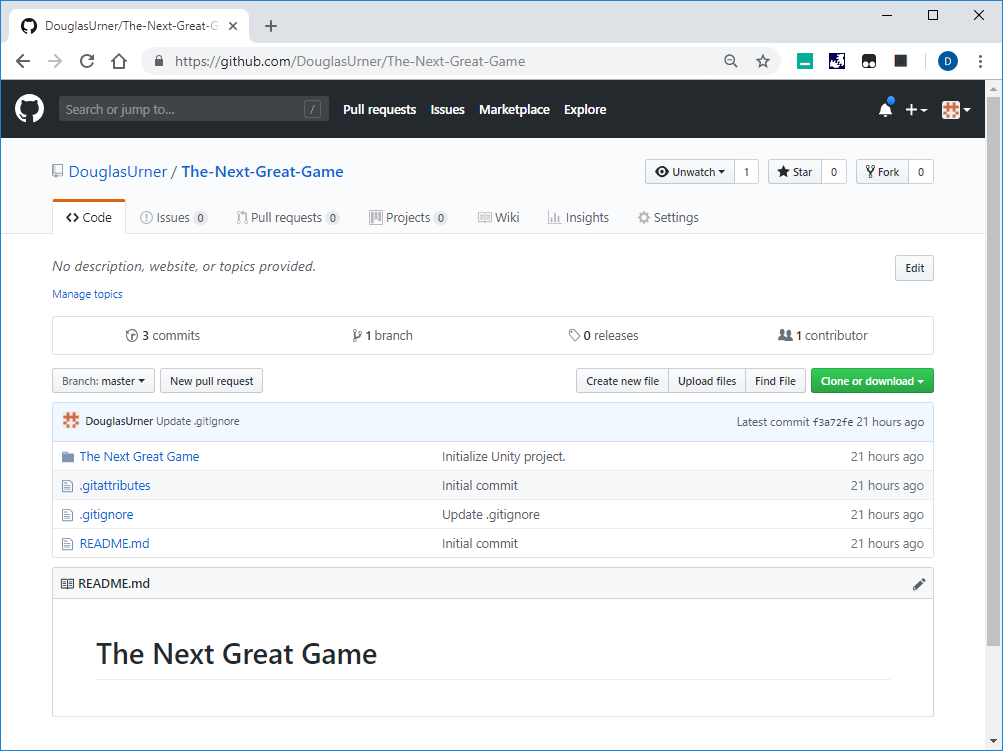 DouglasUrner/The-Next-Great-G
https://github.com/DouglasUrner/The-Next-Great-Game
D
Search or jump to... /
Pull requests Issues Marketplace Explore
DouglasUrner / The-Next-Great-Game
Unwatch 1 Star 0 Fork 0
Code Issues 0 Pull requests 0 Projects 0 Wiki Insights Settings
No description, website, or topics provided.
Edit
Manage topics
3 commits 1 branch 0 releases 1 contributor
Branch: master New pull request Create new file Upload files Find File Clone or download
DouglasUrner Update .gitignore Latest commit f3a72fe 21 hours ago
The Next Great Game Initialize Unity project. 21 hours ago
.gitattributes Initial commit 21 hours ago
.gitignore Update .gitignore 21 hours ago
README.md Initial commit 21 hours ago
README.md
The Next Great Game